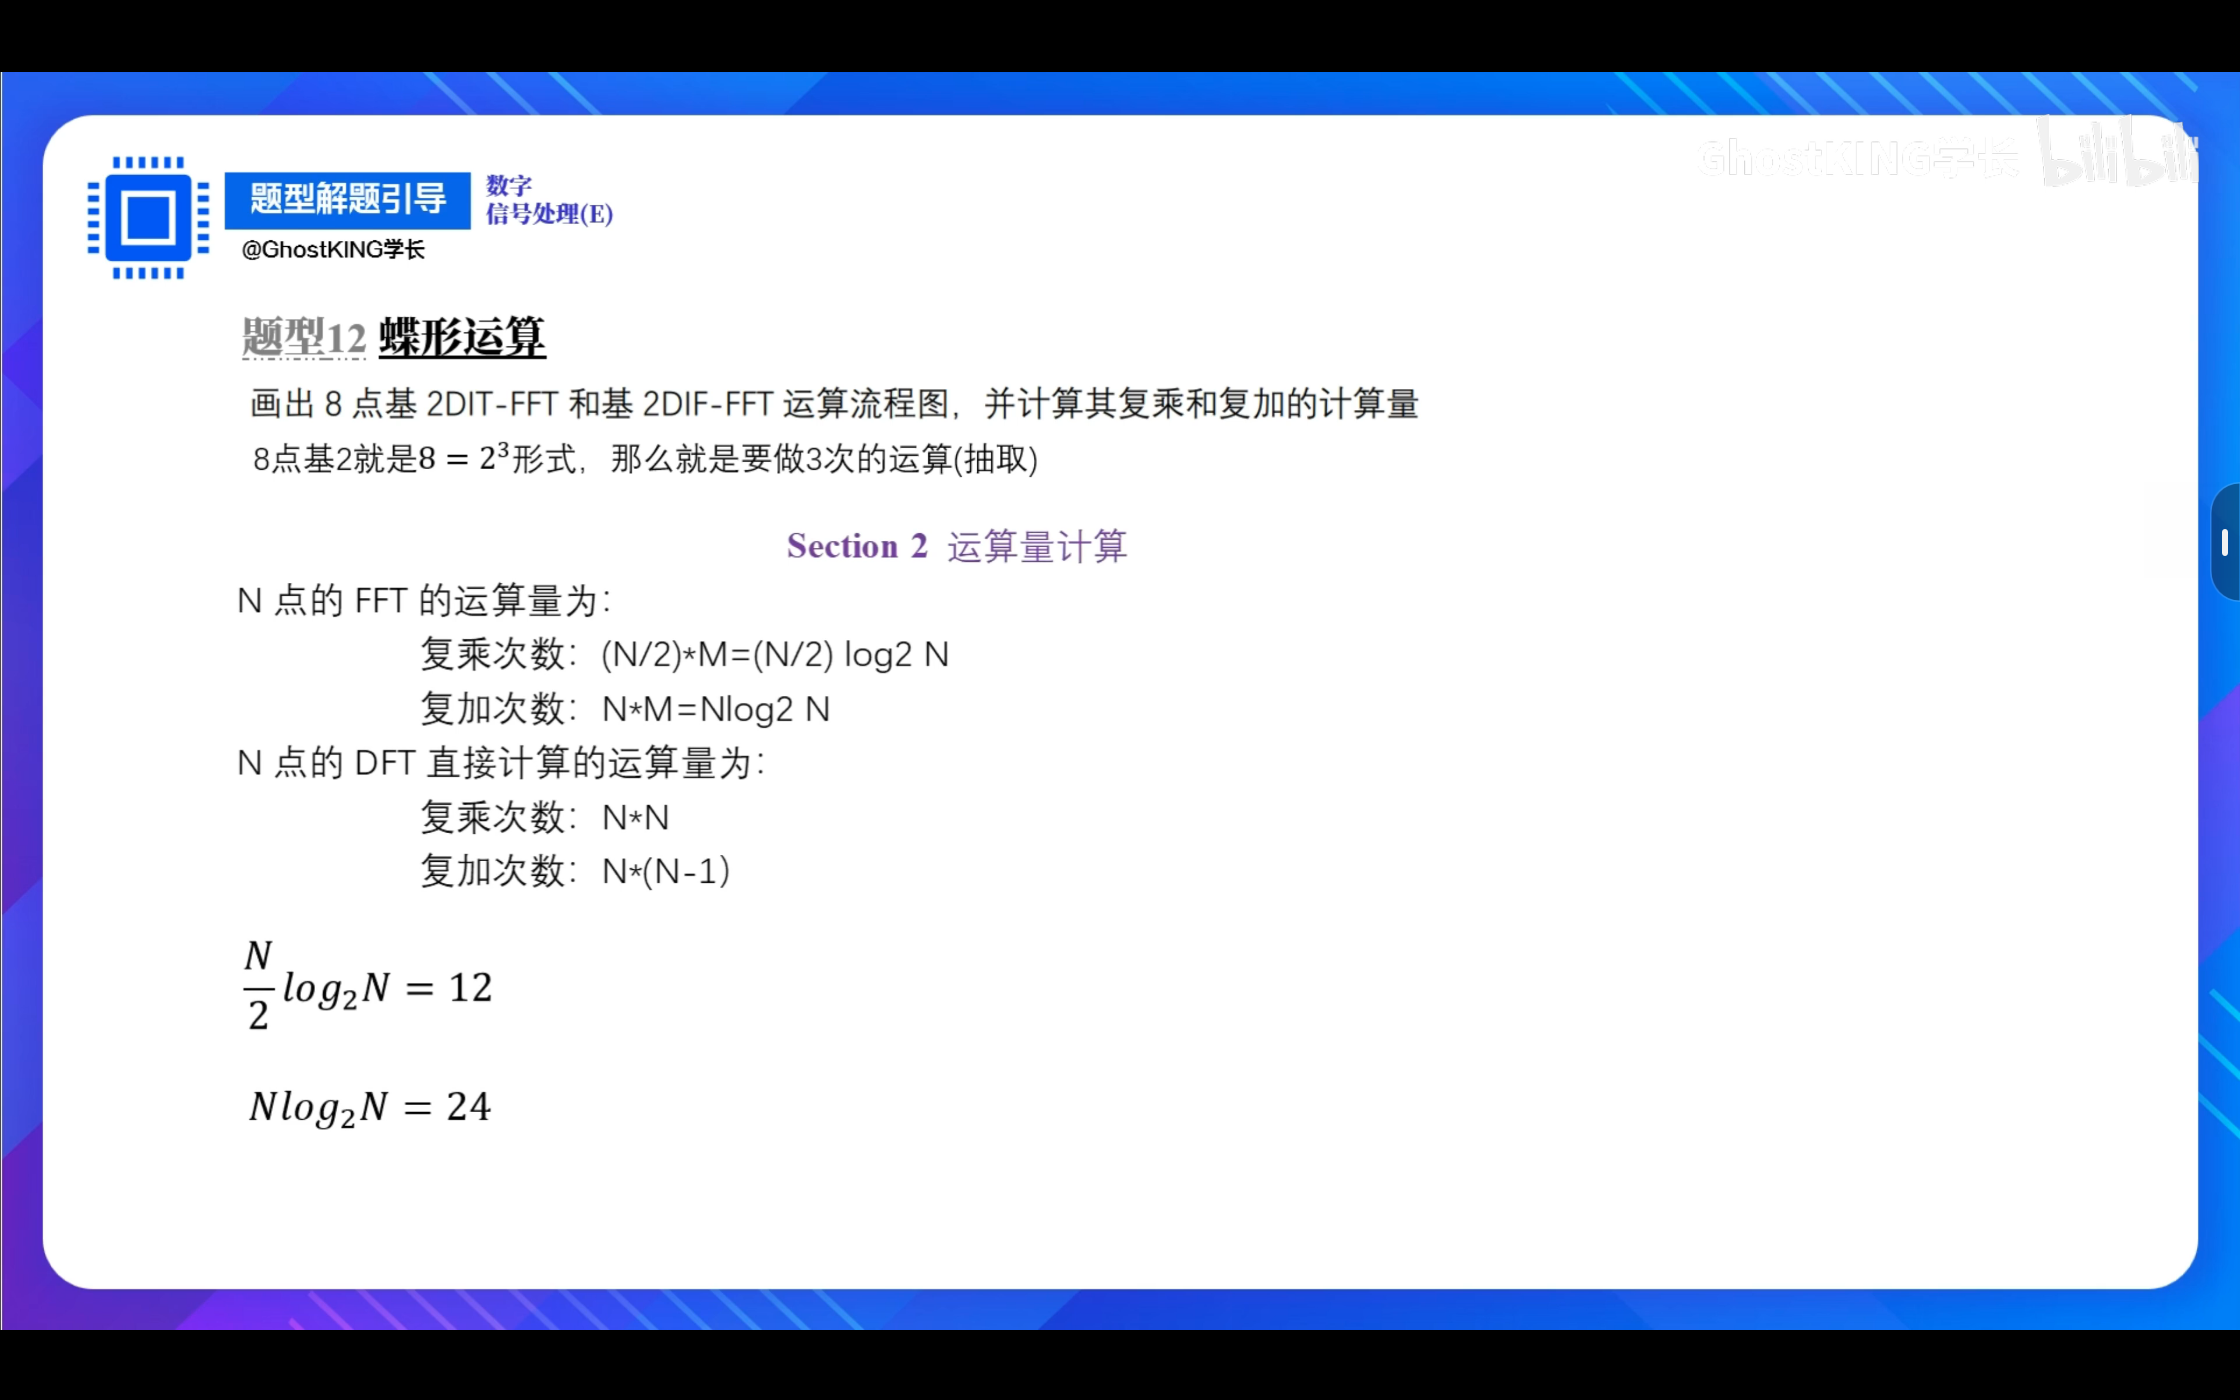 GhostKING学长 bilibili
题型解题引导
数字
信号处理(E)
@GhostKING学长
题型12 蝶形运算
画出 8 点基 2DIT-FFT 和基 2DIF-FFT 运算流程图，并计算其复乘和复加的计算量
8点基2就是8 = 2³形式，那么就是要做3次的运算(抽取)
Section 2 运算量计算
N 点的 FFT 的运算量为：
复乘次数：(N/2)*M=(N/2) log2 N
复加次数：N*M=Nlog2 N
N 点的 DFT 直接计算的运算量为：
复乘次数：N*N
复加次数：N*(N-1)
N/2 log₂N = 12
Nlog₂N = 24